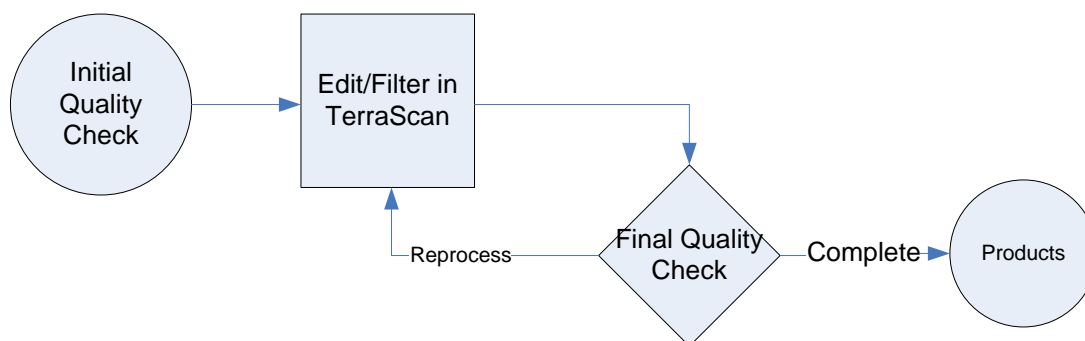 Initial
Quality
Check
Edit/Filter in
TerraScan
Final Quality
Check
Reprocess
Complete
Products